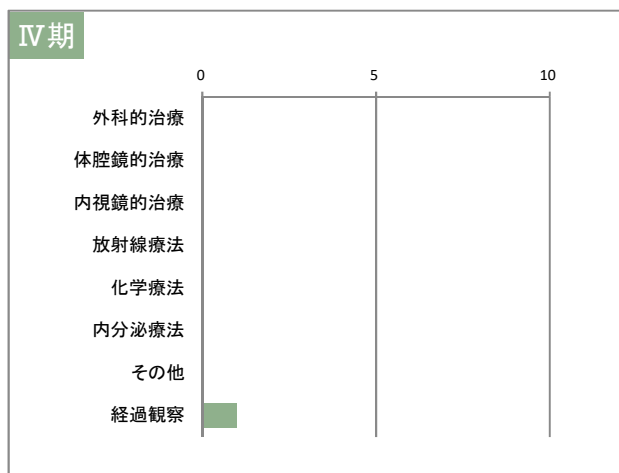 Ⅳ期
0 5 10
外科的治療
体腔鏡的治療
内視鏡的治療
放射線療法
化学療法
内分泌療法
その他
経過観察